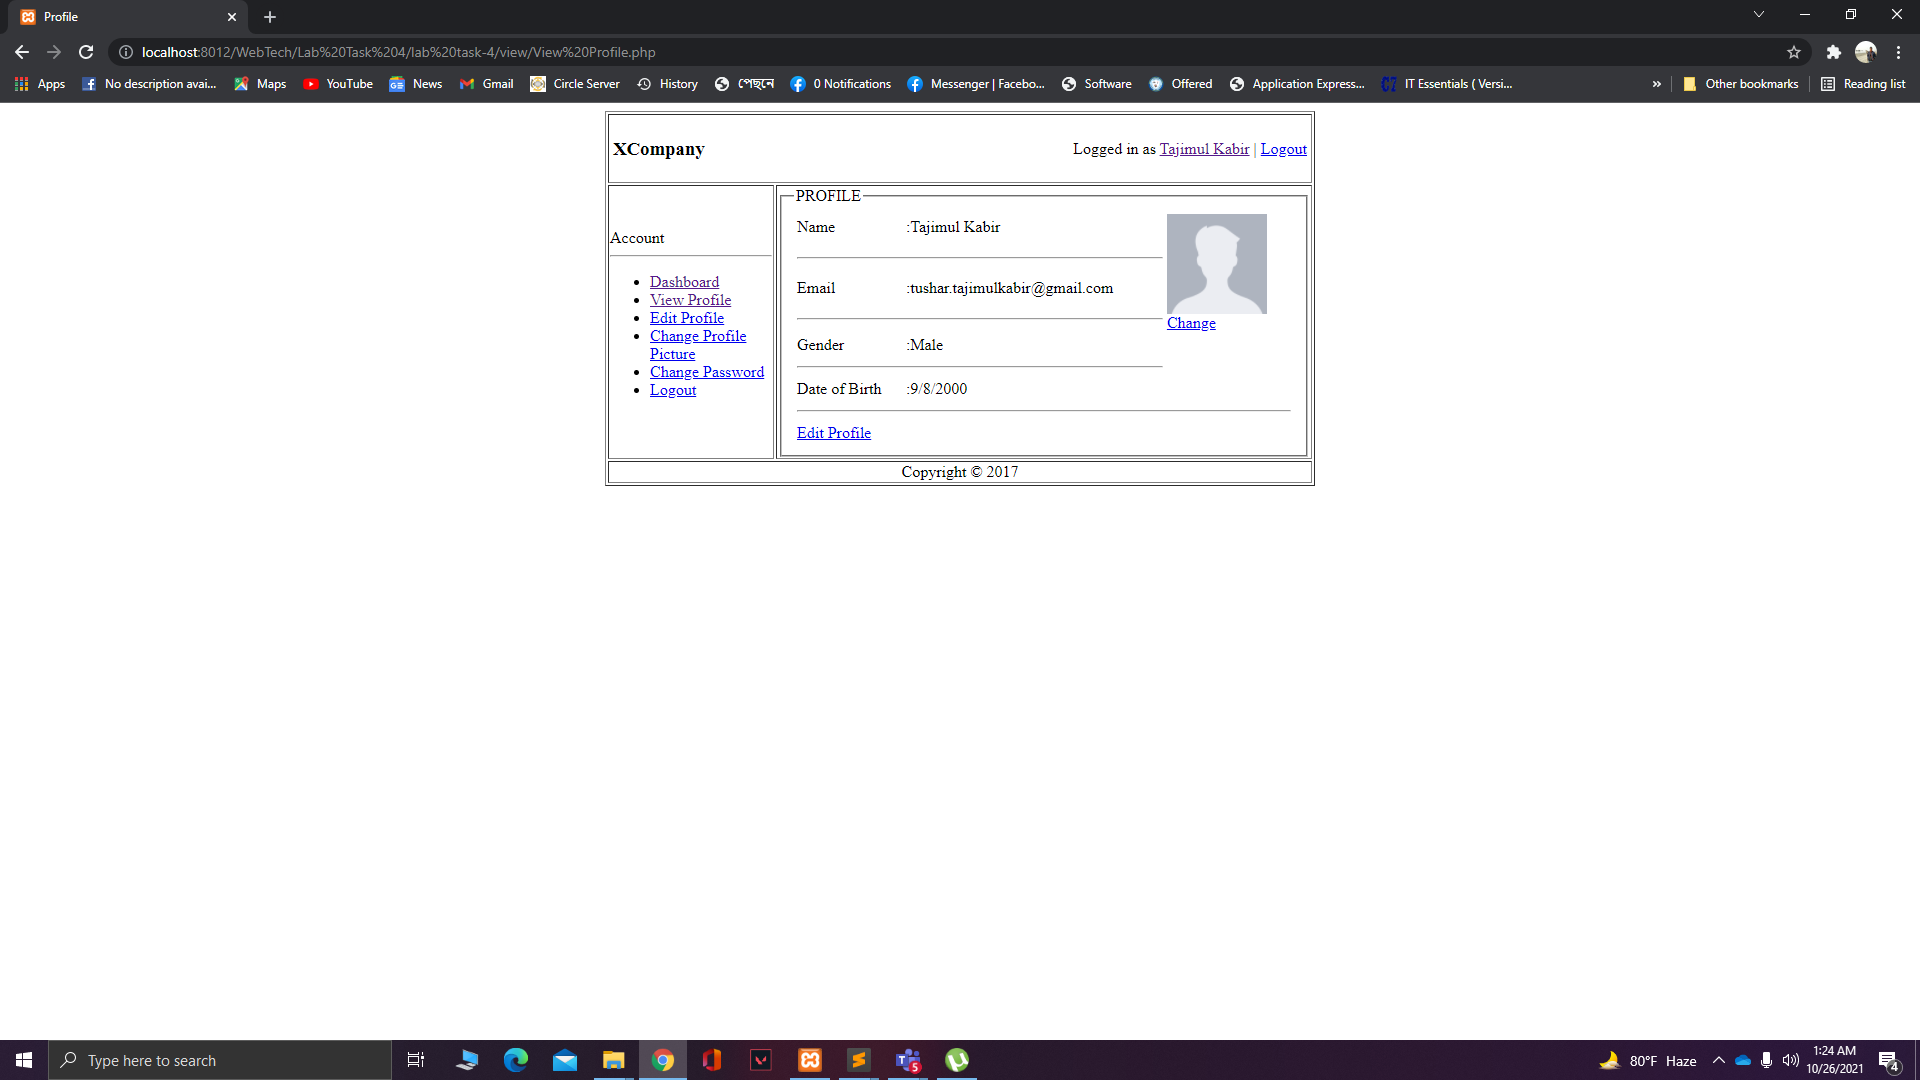 Profile
localhost:8012/WebTech/Lab%20Task%204/lab%20task-4/view/View%20Profile.php
Apps No description avai... Maps YouTube News Gmail Circle Server History পেছনে 0 Notifications Messenger | Facebo... Software Offered Application Express... IT Essentials ( Versi... » Other bookmarks Reading list
XCompany Logged in as Tajimul Kabir | Logout
PROFILE
Account
Dashboard
View Profile
Edit Profile
Change Profile
Picture
Change Password
Logout
Name :Tajimul Kabir
Email :tushar.tajimulkabir@gmail.com
Change
Gender :Male
Date of Birth :9/8/2000
Edit Profile
Copyright © 2017
Type here to search
5
80°F Haze
1:24 AM
10/26/2021
4